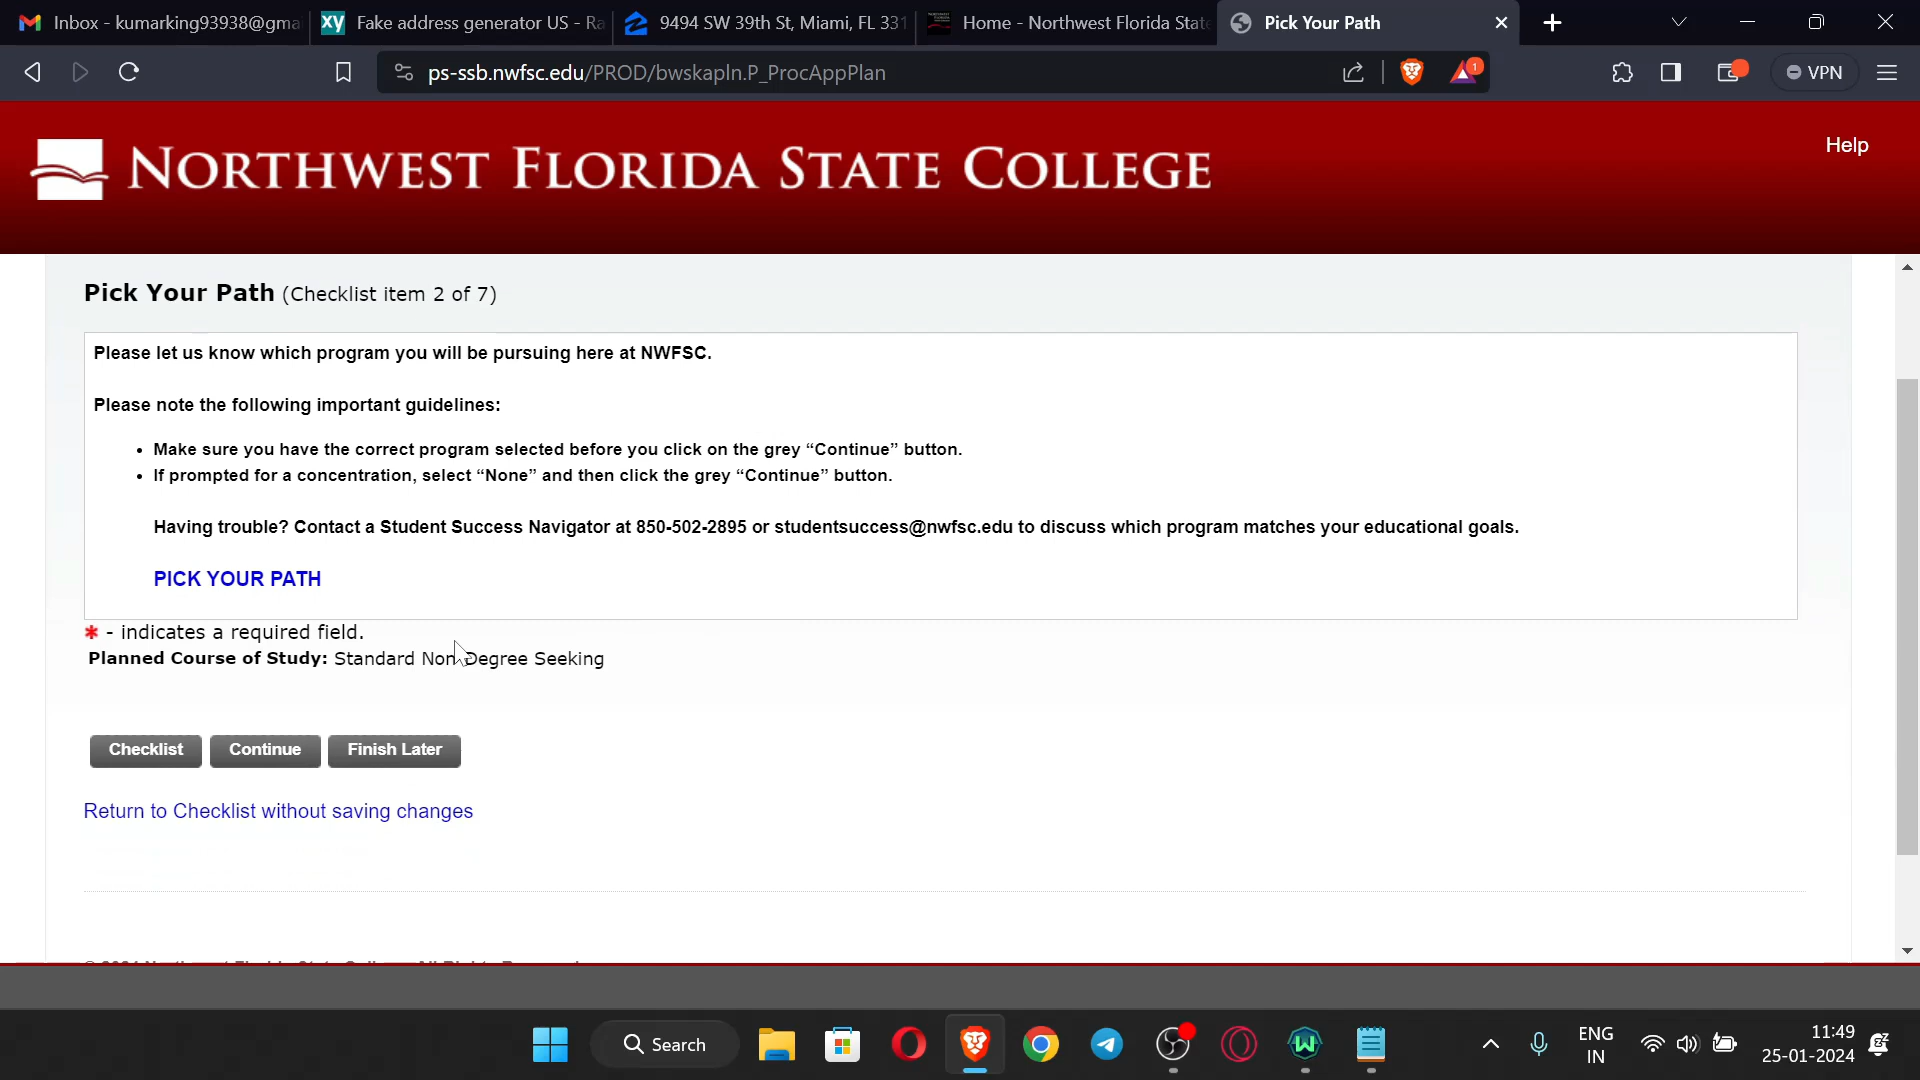 Inbox - kumarking93938@gma
Fake address generator US - Ra
9494 SW 39th St, Miami, FL 331
Home - Northwest Florida State
Pick Your Path
ps-ssb.nwfsc.edu/PROD/bwskapln.P_ProcAppPlan
1
VPN
NORTHWEST FLORIDA STATE COLLEGE
Help
Pick Your Path (Checklist item 2 of 7)
Please let us know which program you will be pursuing here at NWFSC.
Please note the following important guidelines:
• Make sure you have the correct program selected before you click on the grey “Continue” button.
• If prompted for a concentration, select “None” and then click the grey “Continue” button.
Having trouble? Contact a Student Success Navigator at 850-502-2895 or studentsuccess@nwfsc.edu to discuss which program matches your educational goals.
PICK YOUR PATH
* - indicates a required field.
Planned Course of Study: Standard Non Degree Seeking
Checklist
Continue
Finish Later
Return to Checklist without saving changes
Search
ENG
IN
11:49
25-01-2024